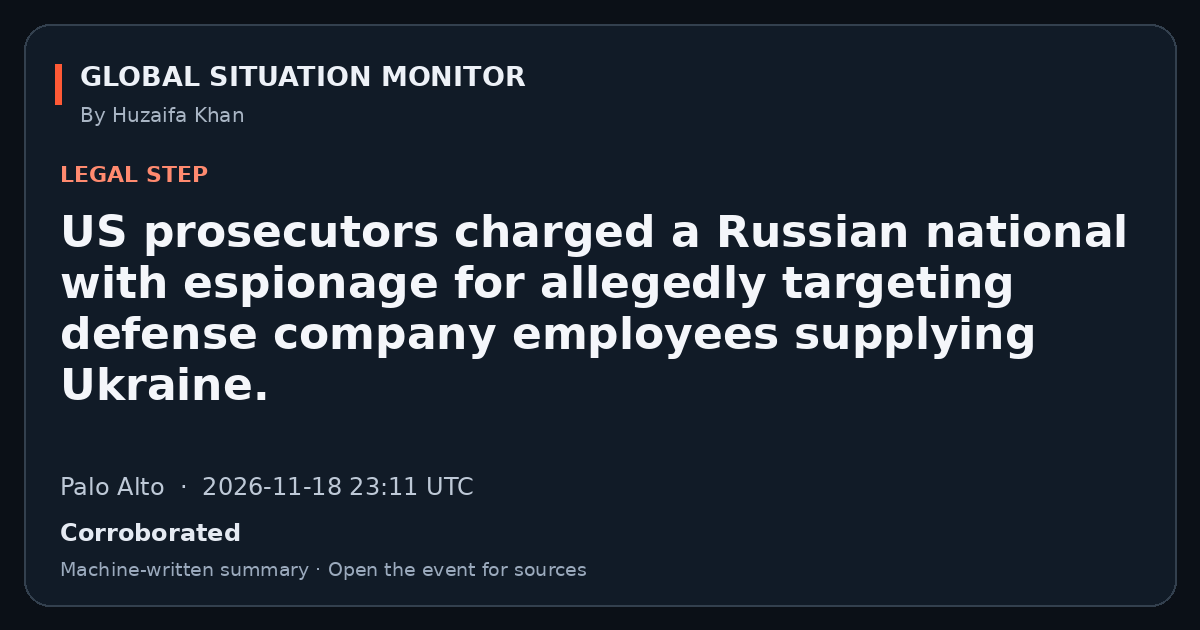 GLOBAL SITUATION MONITOR
By Huzaifa Khan
LEGAL STEP
US prosecutors charged a Russian national
with espionage for allegedly targeting
defense company employees supplying
Ukraine.
Palo Alto · 2026-11-18 23:11 UTC
Corroborated
Machine-written summary · Open the event for sources